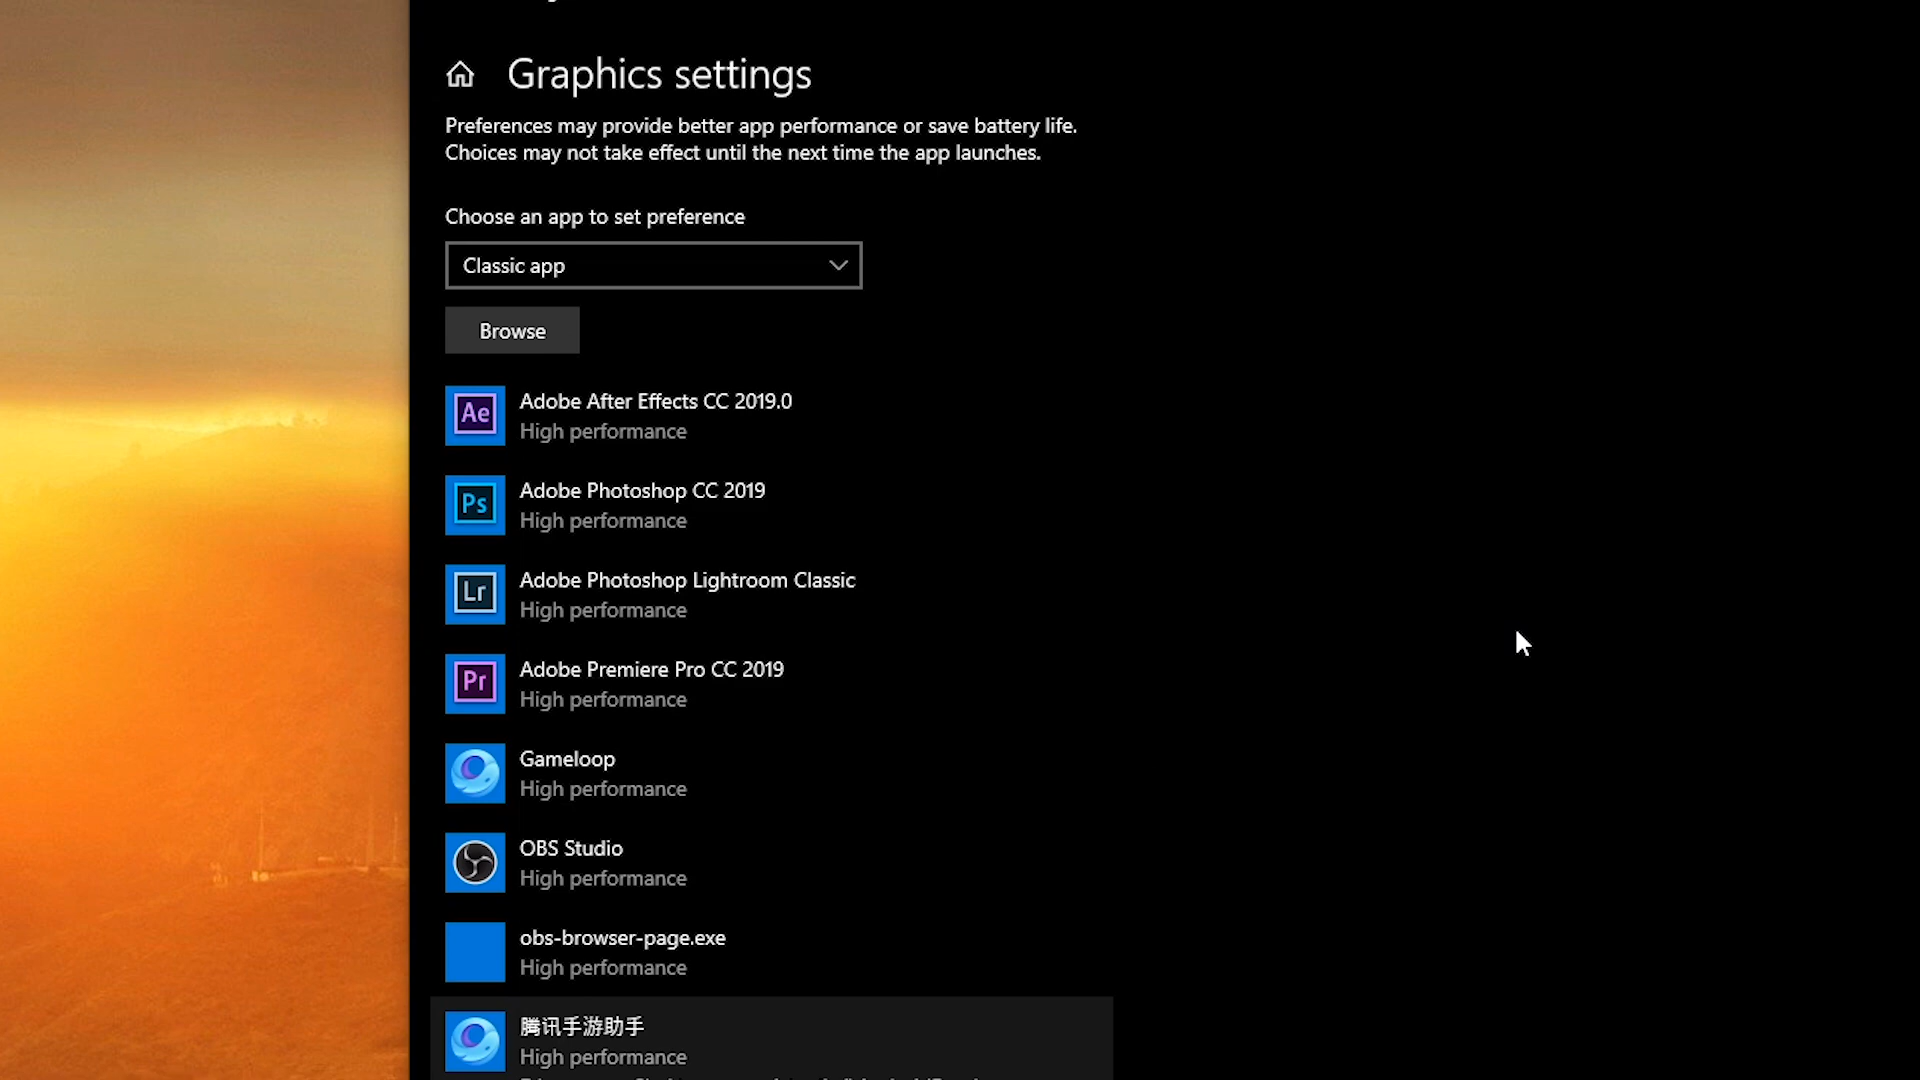 Graphics settings
Preferences may provide better app performance or save battery life.
Choices may not take effect until the next time the app launches.
Choose an app to set preference
Classic app
Browse
Ae
Adobe After Effects CC 2019.0
High performance
Ps
Adobe Photoshop CC 2019
High performance
Lr
Adobe Photoshop Lightroom Classic
High performance
Pr
Adobe Premiere Pro CC 2019
High performance
Gameloop
High performance
OBS Studio
High performance
obs-browser-page.exe
High performance
腾讯手游助手
High performance